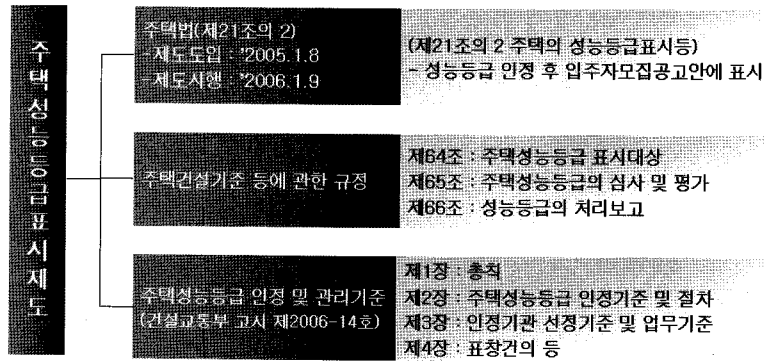 주택성능등급표시제도
주택법(제21조의 2)
-제도도입 : '2005.1.8
-제도시행 : '2006.1.9
(제21조의 2 주택의 성능등급표시등)
- 성능등급 인정 후 입주자모집공고안에 표시
주택건설기준 등에 관한 규정
제64조 : 주택성능등급 표시대상
제65조 : 주택성능등급의 심사 및 평가
제66조 : 성능등급의 처리보고
주택성능등급 인정 및 관리기준
(건설교통부 고시 제2006-14호)
제1장 : 총칙
제2장 : 주택성능등급 인정기준 및 절차
제3장 : 인정기관 선정기준 및 업무기준
제4장 : 표창건의 등